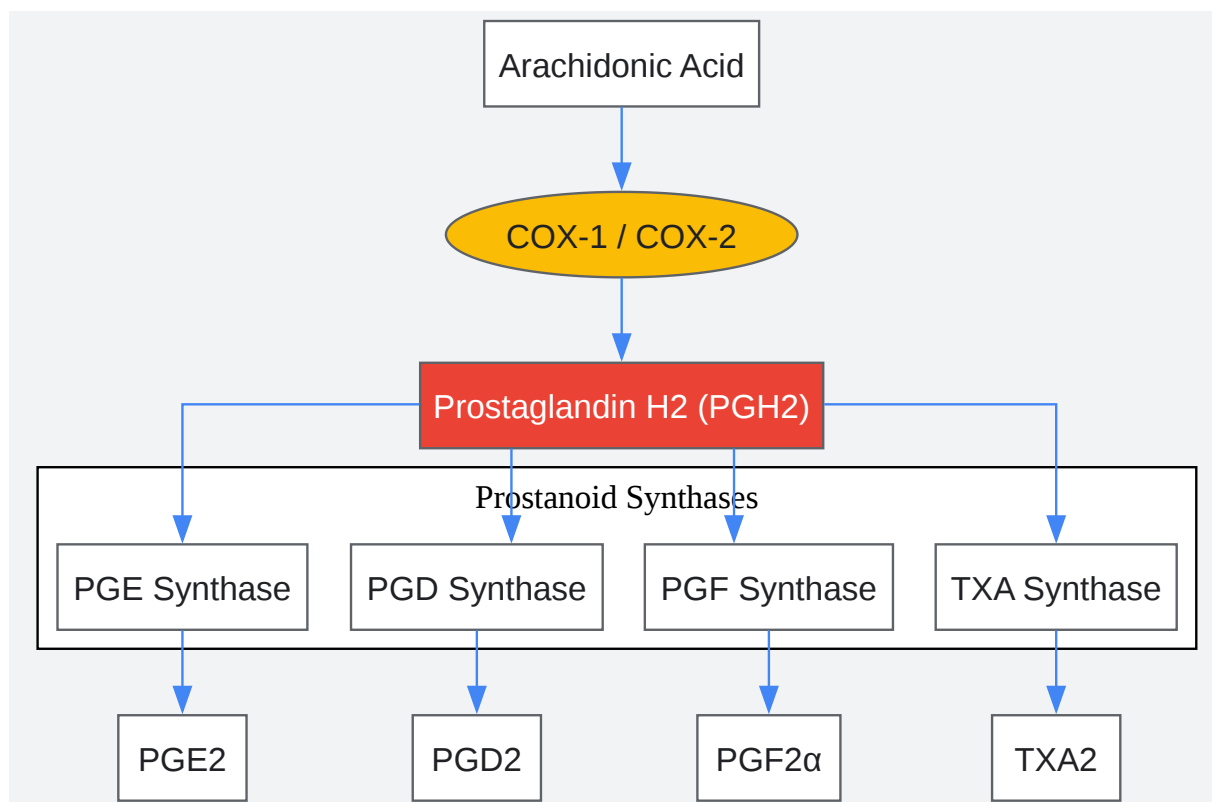 Arachidonic Acid
COX-1 / COX-2
Prostaglandin H2 (PGH2)
Prostanoid Synthases
PGE Synthase
PGD Synthase
PGF Synthase
TXA Synthase
PGE2
PGD2
PGF2α
TXA2